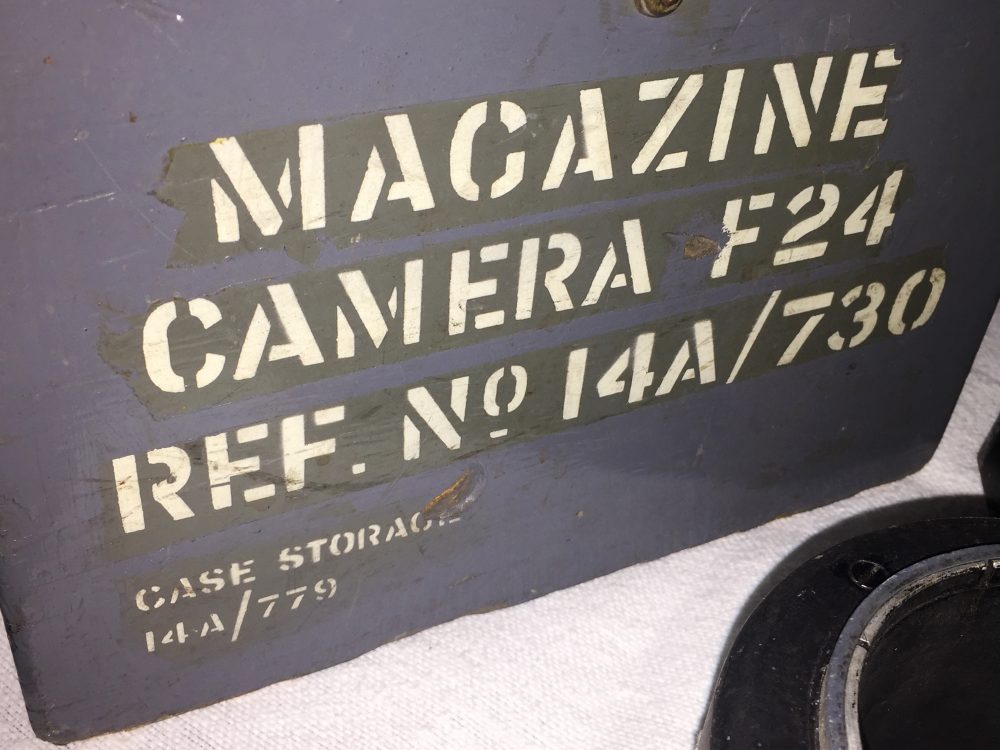 MAGAZINE
CAMERA F24
REF. Nº 14A/730
CASE STORAGE
14A/779